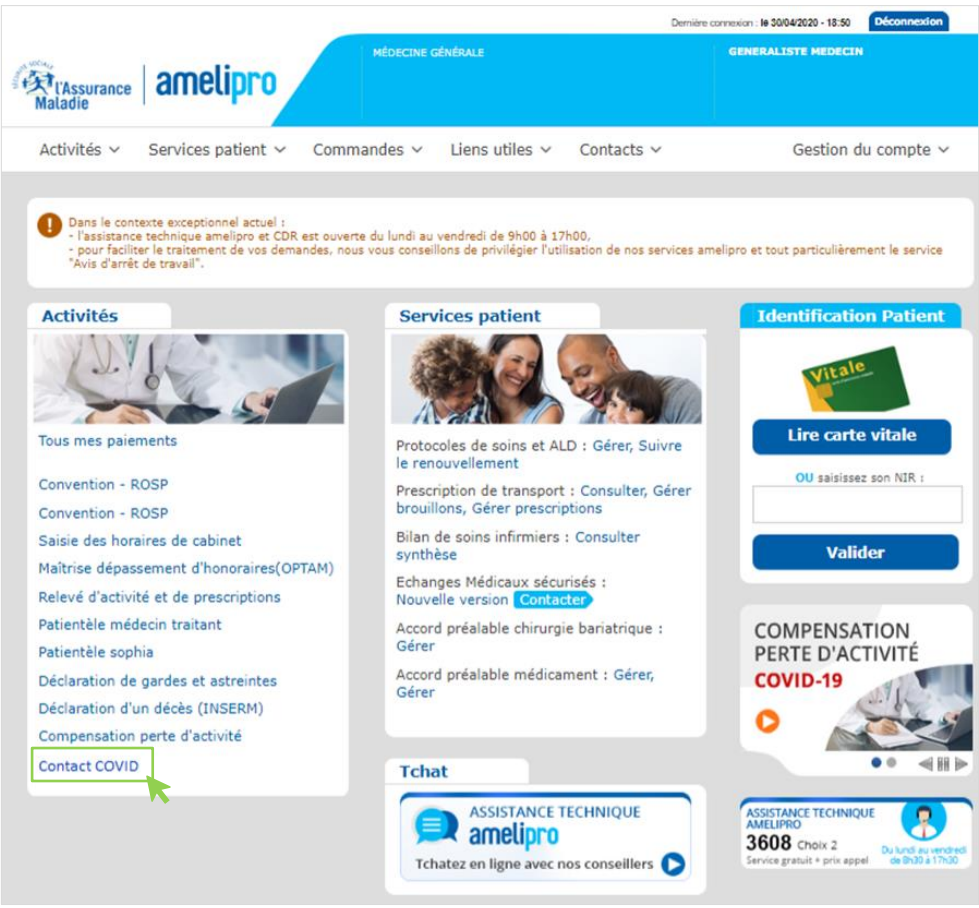 Dernière connexion : le 30/04/2020 - 18:50 Déconnexion
MÉDECINE GÉNÉRALE
GENERALISTE MEDECIN
SÉCURITÉ SOCIALE
l'Assurance
Maladie
amelipro
Activités Services patient Commandes Liens utiles Contacts Gestion du compte
Dans le contexte exceptionnel actuel :
- l'assistance technique amelipro et CDR est ouverte du lundi au vendredi de 9h00 à 17h00,
- pour faciliter le traitement de vos demandes, nous vous conseillons de privilégier l'utilisation de nos services amelipro et tout particulièrement le service
"Avis d'arrêt de travail".
Activités
Tous mes paiements
Convention - ROSP
Convention - ROSP
Saisie des horaires de cabinet
Maîtrise dépassement d'honoraires(OPTAM)
Relevé d'activité et de prescriptions
Patientèle médecin traitant
Patientèle sophia
Déclaration de gardes et astreintes
Déclaration d'un décès (INSERM)
Compensation perte d'activité
Contact COVID
Services patient
Protocoles de soins et ALD : Gérer, Suivre
le renouvellement
Prescription de transport : Consulter, Gérer
brouillons, Gérer prescriptions
Bilan de soins infirmiers : Consulter
synthèse
Echanges Médicaux sécurisés :
Nouvelle version Contacter
Accord préalable chirurgie bariatrique :
Gérer
Accord préalable médicament : Gérer,
Gérer
Tchat
ASSISTANCE TECHNIQUE
amelipro
Tchatez en ligne avec nos conseillers
Identification Patient
Vitale
Lire carte vitale
OU saisissez son NIR :
Valider
COMPENSATION
PERTE D'ACTIVITÉ
COVID-19
ASSISTANCE TECHNIQUE
AMELIPRO
3608 Choix 2
Service gratuit + prix appel
Du lundi au vendredi
de 8h30 à 17h30